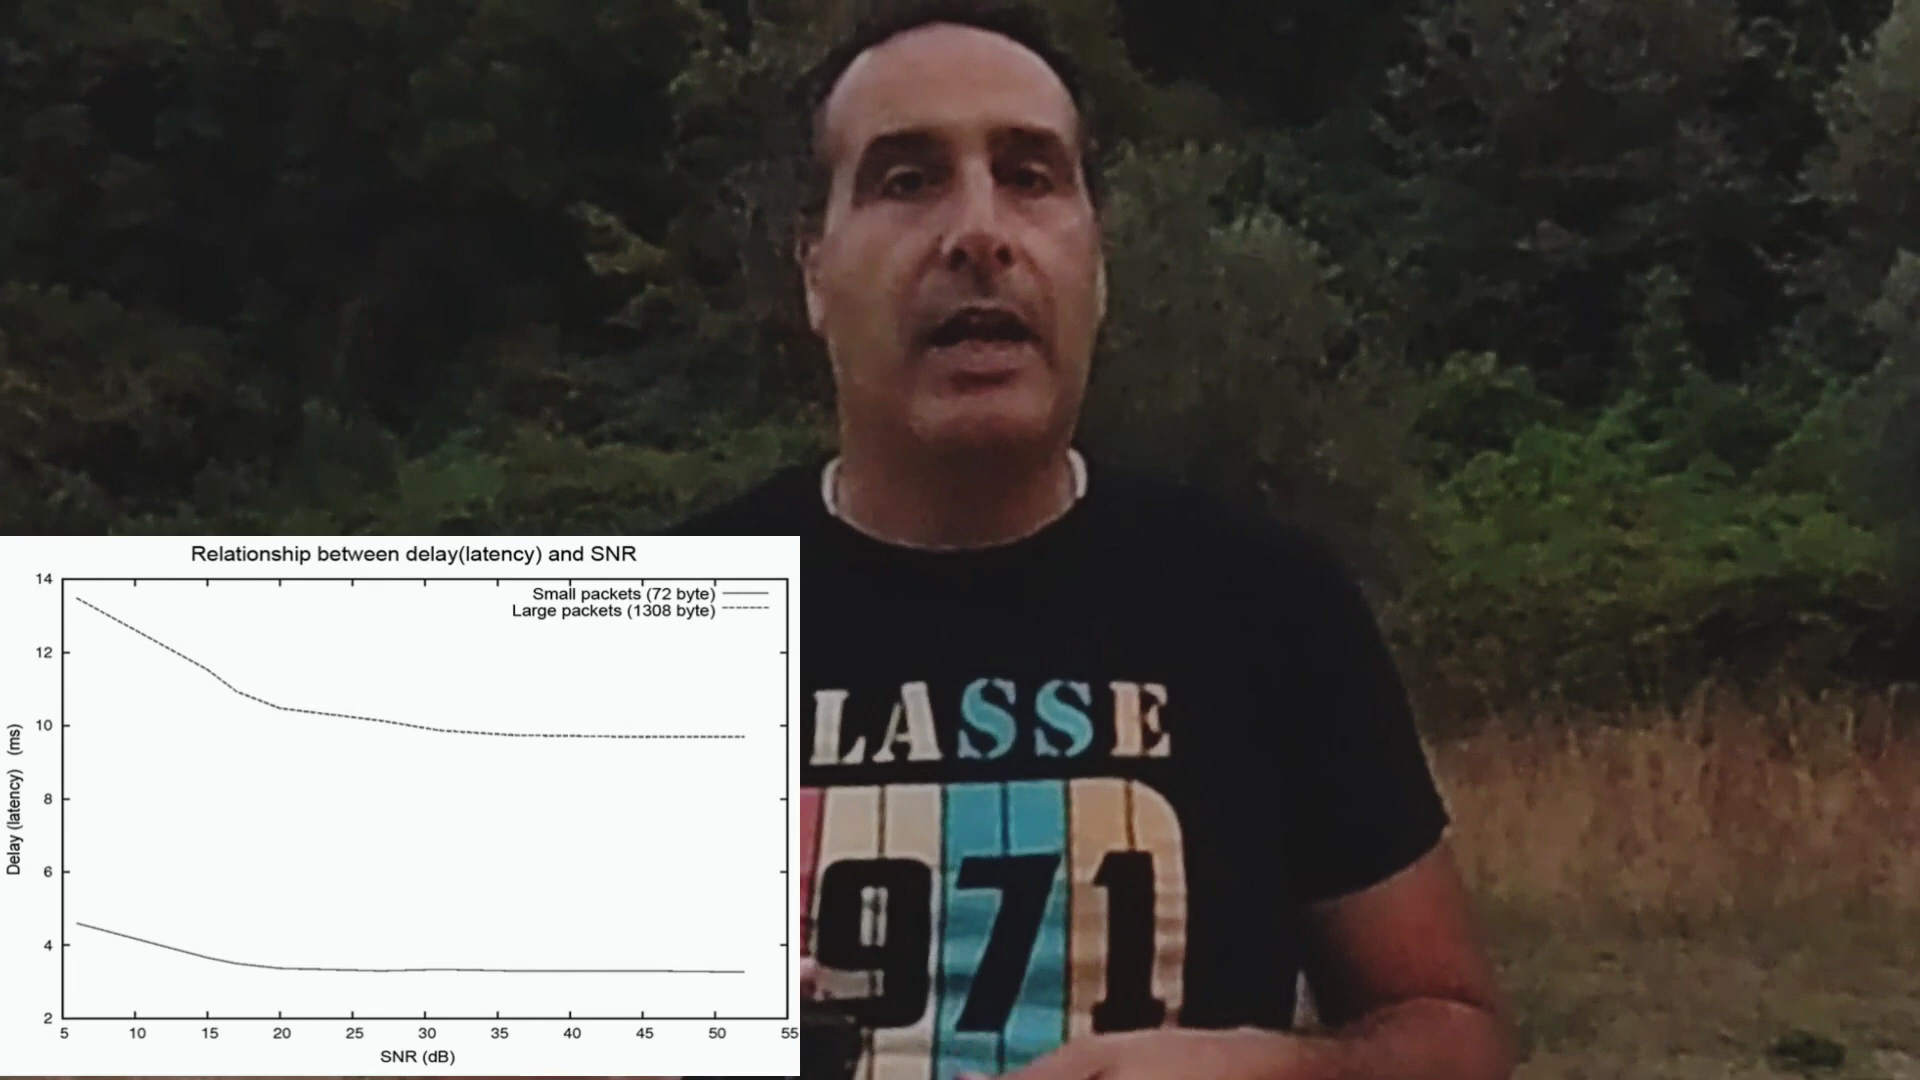 LASSE
971
Relationship between delay(latency) and SNR
Small packets (72 byte)
Large packets (1308 byte)
14
12
10
8
6
4
2
Delay (latency) (ms)
5 10 15 20 25 30 35 40 45 50 55
SNR (dB)